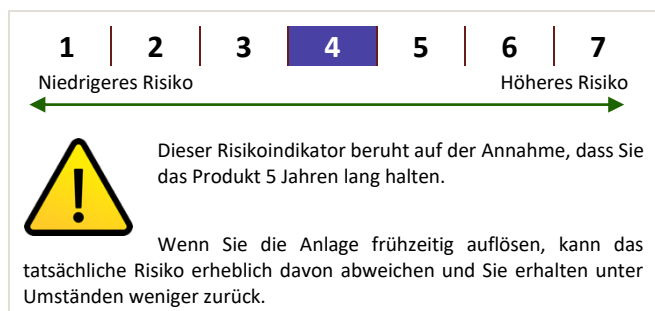 1 2 3 4 5 6 7
Niedrigeres Risiko Höheres Risiko
Dieser Risikoindikator beruht auf der Annahme, dass Sie
das Produkt 5 Jahren lang halten.
Wenn Sie die Anlage frühzeitig auflösen, kann das
tatsächliche Risiko erheblich davon abweichen und Sie erhalten unter
Umständen weniger zurück.